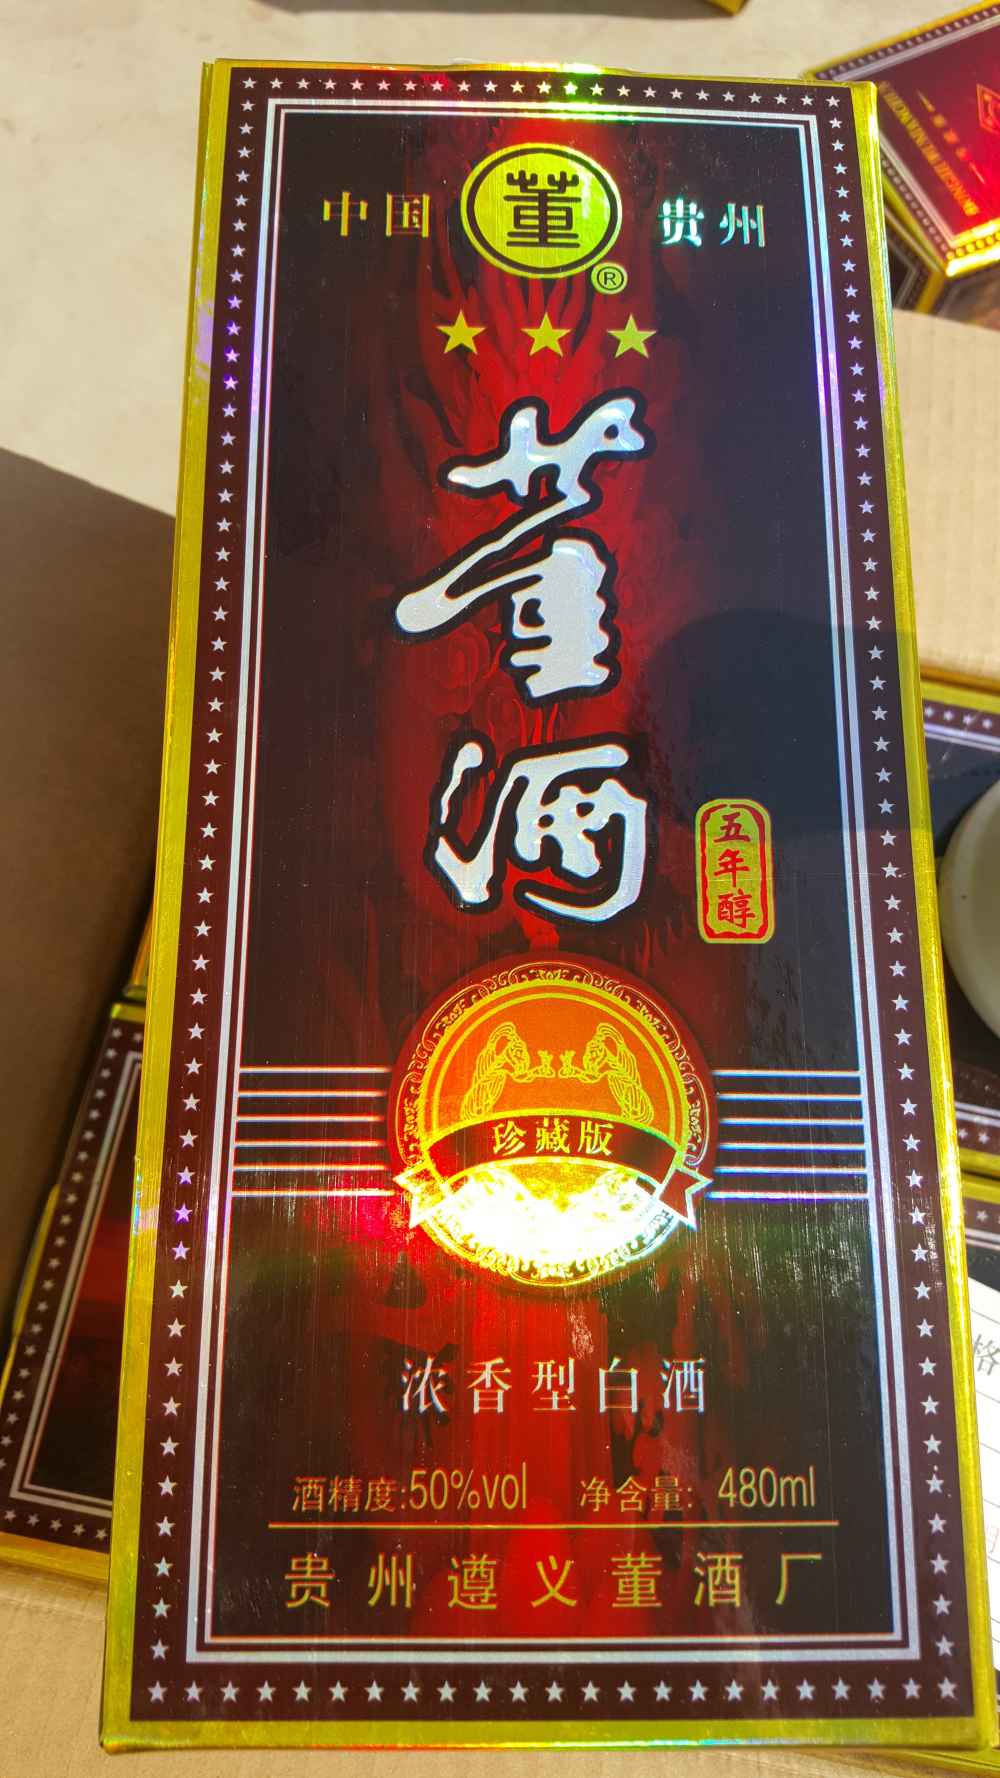 中国 董 ® 贵州
董酒
五年醇
珍藏版
浓香型白酒
酒精度:50%vol 净含量: 480ml
贵州遵义董酒厂
格